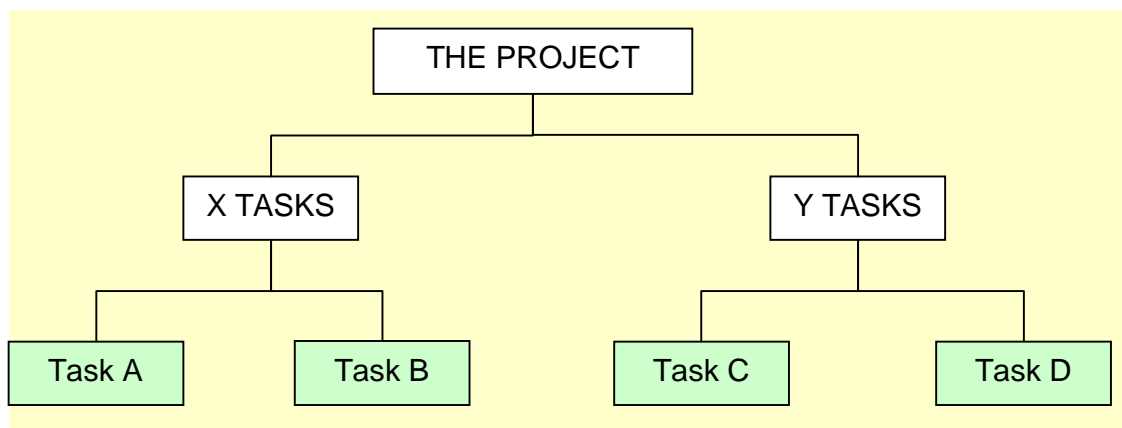 THE PROJECT
X TASKS
Y TASKS
Task A
Task B
Task C
Task D